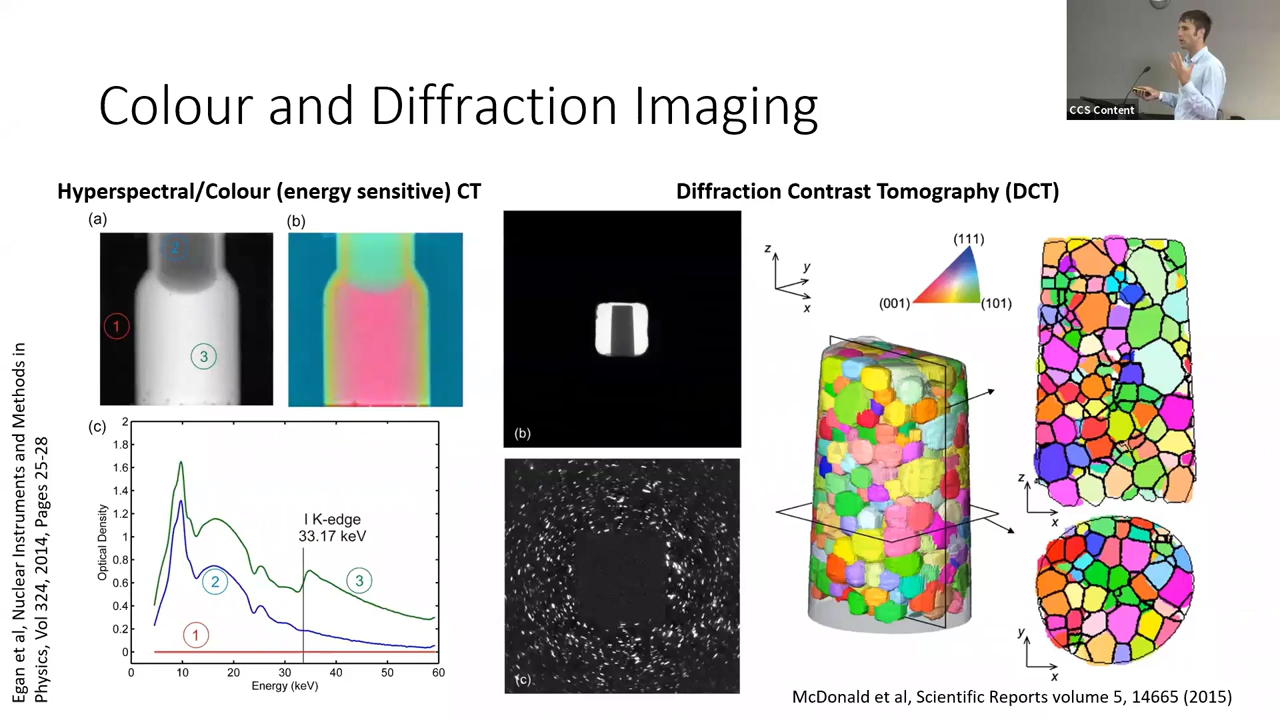 CCS Content
Colour and Diffraction Imaging
Hyperspectral/Colour (energy sensitive) CT
Diffraction Contrast Tomography (DCT)
(a)
(b)
2
1
3
(c)
2
1.8
1.6
1.4
1.2
1
0.8
0.6
0.4
0.2
0
Optical Density
I K-edge
33.17 keV
3
2
1
0
10
20
30
40
50
60
Energy (keV)
Egan et al, Nuclear Instruments and Methods in
Physics, Vol 324, 2014, Pages 25-28
(b)
(c)
z
y
x
(111)
(001)
(101)
z
x
y
x
McDonald et al, Scientific Reports volume 5, 14665 (2015)